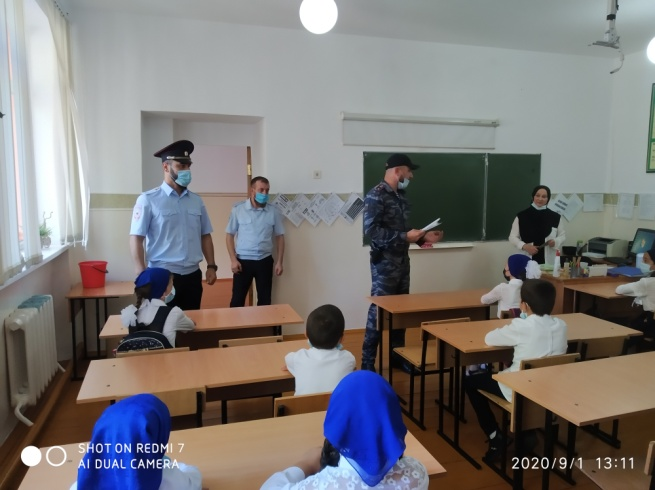 SHOT ON REDMI 7
AI DUAL CAMERA
2020/9/1 13:11